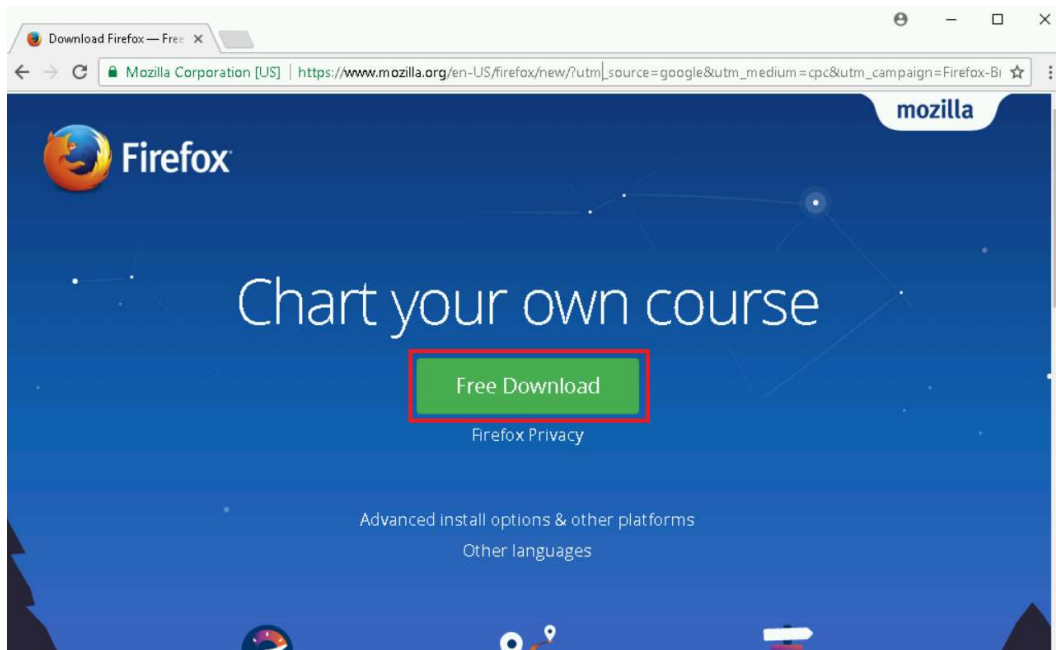 Download Firefox — Free
Mozilla Corporation [US] | https://www.mozilla.org/en-US/firefox/new/?utm_source=google&utm_medium=cpc&utm_campaign=Firefox-Br
mozilla
Firefox
Chart your own course
Free Download
Firefox Privacy
Advanced install options & other platforms
Other languages